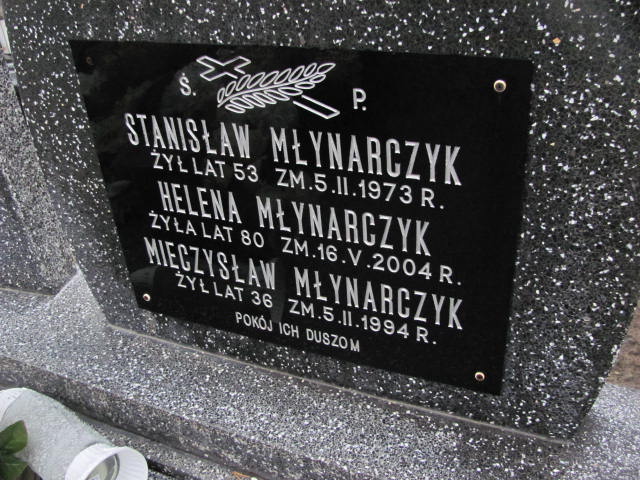 Ś. P.
STANISŁAW MŁYNARCZYK
ŻYŁ LAT 53 ZM. 5. II. 1973 R.
HELENA MŁYNARCZYK
ŻYŁA LAT 80 ZM. 16. V. 2004 R.
MIECZYSŁAW MŁYNARCZYK
ŻYŁ LAT 36 ZM. 5. II. 1994 R.
POKÓJ ICH DUSZOM